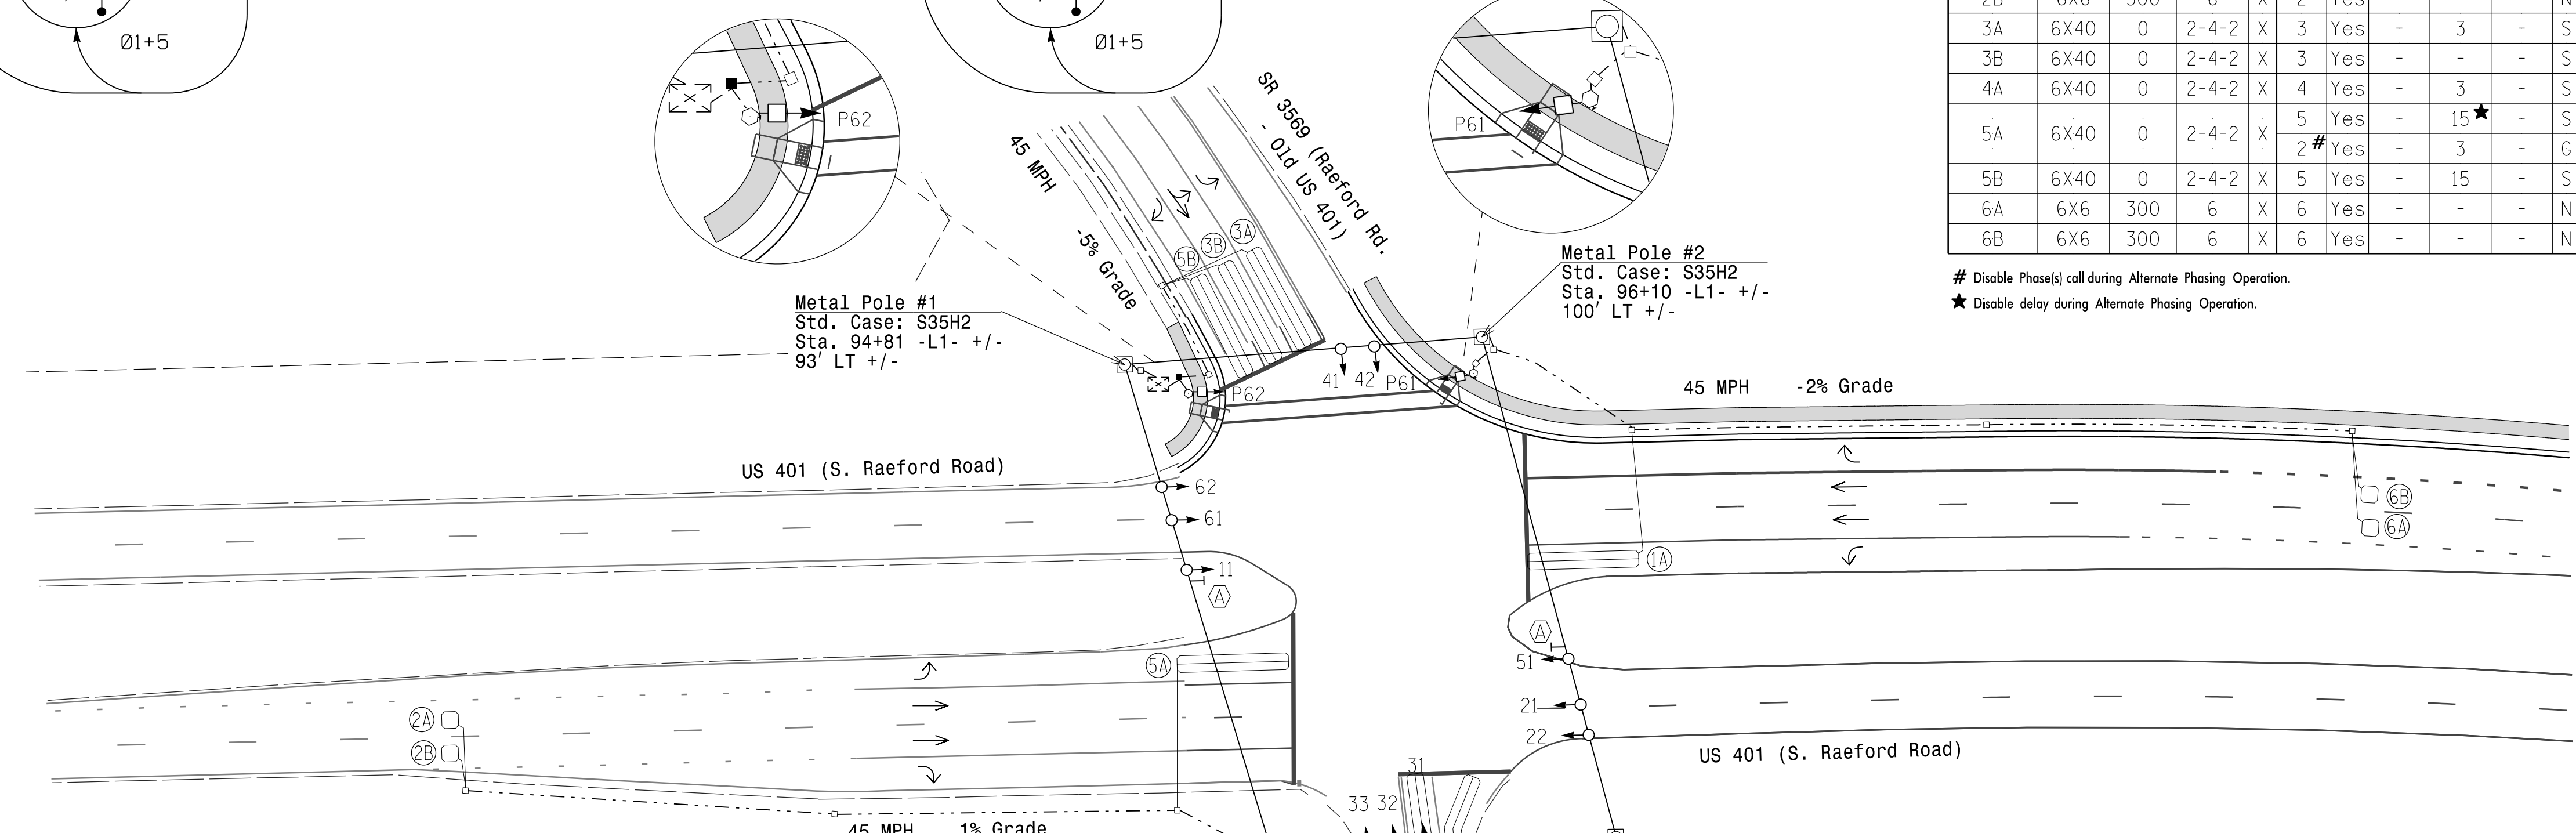 Ø1+5
Ø1+5
P62
P61
45 MPH
-5% Grade
SR 3569 (Raeford Rd.
- Old US 401)
5B
3B
3A
Metal Pole #1
Std. Case: S35H2
Sta. 94+81 -L1- +/-
93' LT +/-
Metal Pole #2
Std. Case: S35H2
Sta. 96+10 -L1- +/-
100' LT +/-
3A 6X40 0 2-4-2 X 3 Yes - 3 - S
3B 6X40 0 2-4-2 X 3 Yes - - - S
4A 6X40 0 2-4-2 X 4 Yes - 3 - S
5A 6X40 0 2-4-2 X 5 Yes - 15★ - S
2# Yes - 3 - G
5B 6X40 0 2-4-2 X 5 Yes - 15 - S
6A 6X6 300 6 X 6 Yes - - - N
6B 6X6 300 6 X 6 Yes - - - N
# Disable Phase(s) call during Alternate Phasing Operation.
★ Disable delay during Alternate Phasing Operation.
41 42 P61
P62
45 MPH -2% Grade
US 401 (S. Raeford Road)
62
61
11
A
6B
6A
1A
A
51
5A
21
22
2A
2B
US 401 (S. Raeford Road)
31
33 32
45 MPH 1% Grade